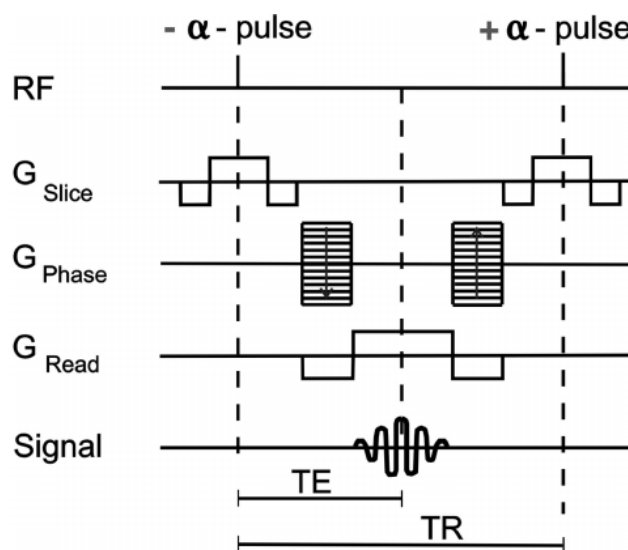 - α - pulse + α - pulse
RF
G Slice
G Phase
G Read
Signal
TE
TR